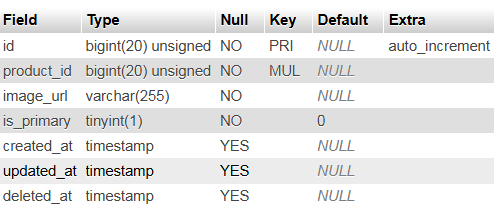 Field Type Null Key Default Extra
id bigint(20) unsigned NO PRI NULL auto_increment
product_id bigint(20) unsigned NO MUL NULL
image_url varchar(255) NO NULL
is_primary tinyint(1) NO 0
created_at timestamp YES NULL
updated_at timestamp YES NULL
deleted_at timestamp YES NULL